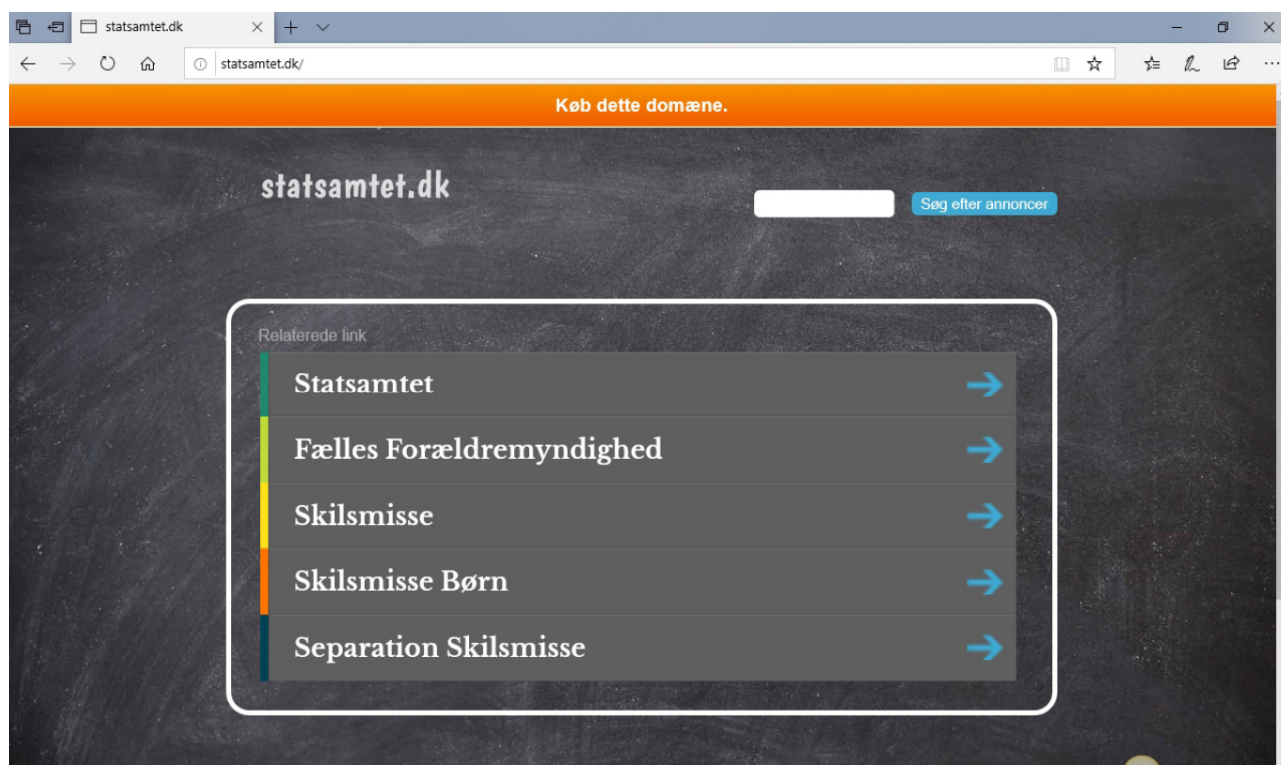 statsamtet.dk
statsamtet.dk/
Køb dette domæne.
statsamtet.dk
Søg efter annoncer
Relaterede link
Statsamtet
Fælles Forældremyndighed
Skilsmisse
Skilsmisse Børn
Separation Skilsmisse